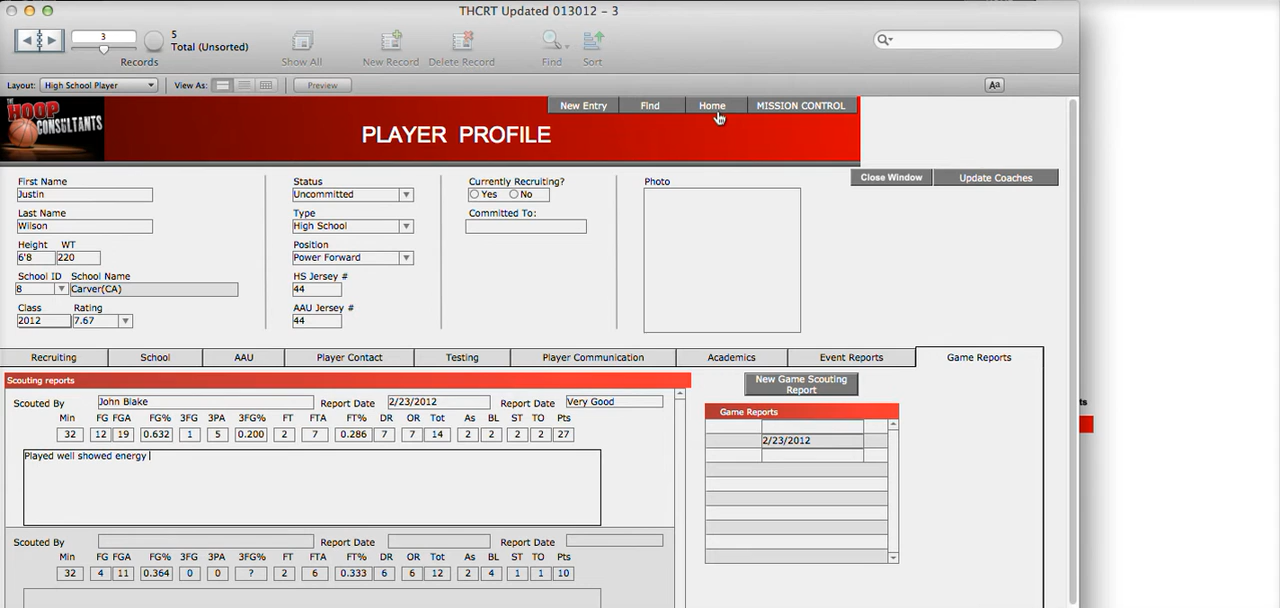 THCRT Updated 013012 – 3
3
5
Total (Unsorted)
Records
Show All
New Record
Delete Record
Find
Sort
Layout:
High School Player
View As:
Preview
Aa
THE
HOOP
CONSULTANTS
New Entry
Find
Home
MISSION CONTROL
PLAYER PROFILE
Close Window
Update Coaches
First Name
Justin
Last Name
Wilson
Height WT
6'8 220
School ID School Name
8 Carver(CA)
Class Rating
2012 7.67
Status
Uncommitted
Type
High School
Position
Power Forward
HS Jersey #
44
AAU Jersey #
44
Currently Recruiting?
Yes No
Committed To:
Photo
Recruiting
School
AAU
Player Contact
Testing
Player Communication
Academics
Event Reports
Game Reports
Scouting reports
Scouted By John Blake Report Date 2/23/2012 Report Date Very Good
Min FG FGA FG% 3FG 3PA 3FG% FT FTA FT% DR OR Tot As BL ST TO Pts
32 12 19 0.632 1 5 0.200 2 7 0.286 7 7 14 2 2 2 2 27
Played well showed energy
Scouted By Report Date Report Date
Min FG FGA FG% 3FG 3PA 3FG% FT FTA FT% DR OR Tot As BL ST TO Pts
32 4 11 0.364 0 0 ? 2 6 0.333 6 6 12 2 4 1 1 10
New Game Scouting
Report
Game Reports
2/23/2012
ts